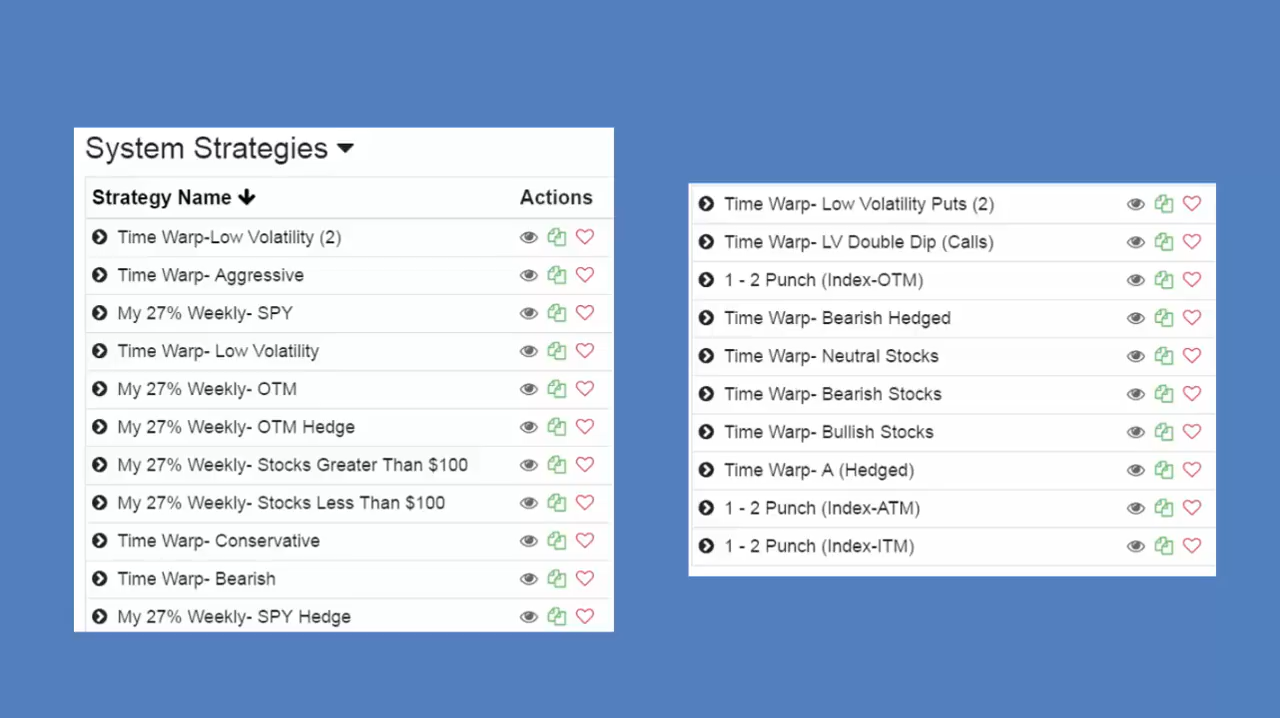 System Strategies
Strategy Name Actions
Time Warp-Low Volatility (2)
Time Warp- Aggressive
My 27% Weekly- SPY
Time Warp- Low Volatility
My 27% Weekly- OTM
My 27% Weekly- OTM Hedge
My 27% Weekly- Stocks Greater Than $100
My 27% Weekly- Stocks Less Than $100
Time Warp- Conservative
Time Warp- Bearish
My 27% Weekly- SPY Hedge
Time Warp- Low Volatility Puts (2)
Time Warp- LV Double Dip (Calls)
1 - 2 Punch (Index-OTM)
Time Warp- Bearish Hedged
Time Warp- Neutral Stocks
Time Warp- Bearish Stocks
Time Warp- Bullish Stocks
Time Warp- A (Hedged)
1 - 2 Punch (Index-ATM)
1 - 2 Punch (Index-ITM)